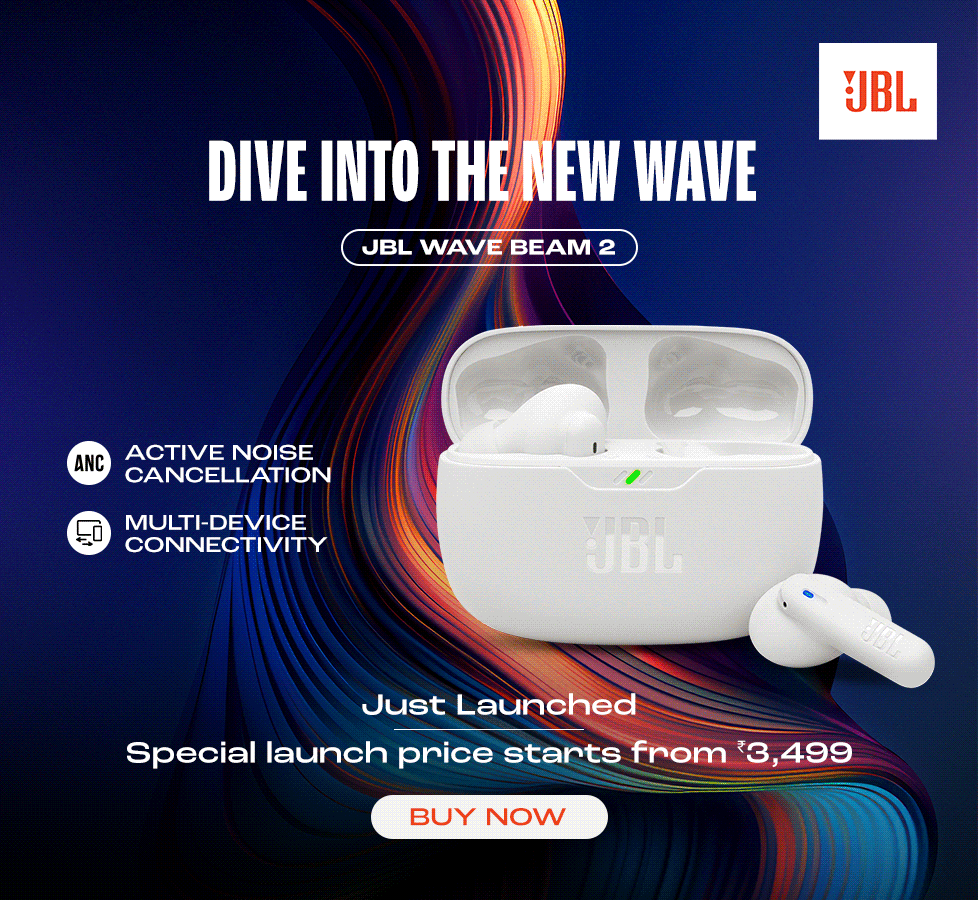 JBL
DIVE INTO THE NEW WAVE
JBL WAVE BEAM 2
ANC
ACTIVE NOISE
CANCELLATION
MULTI-DEVICE
CONNECTIVITY
JBL
JBL
Just Launched
Special launch price starts from ₹3,499
BUY NOW